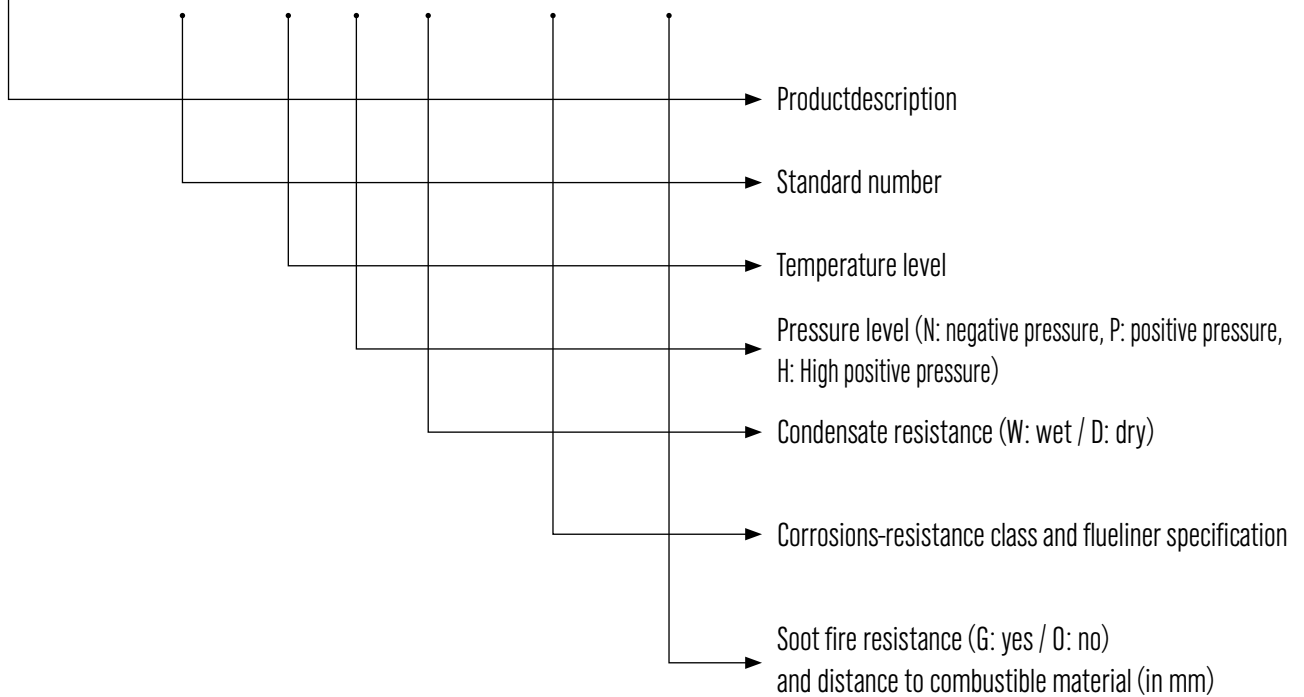 Productdescription
Standard number
Temperature level
Pressure level (N: negative pressure, P: positive pressure,
H: High positive pressure)
Condensate resistance (W: wet / D: dry)
Corrosions-resistance class and flueliner specification
Soot fire resistance (G: yes / O: no)
and distance to combustible material (in mm)